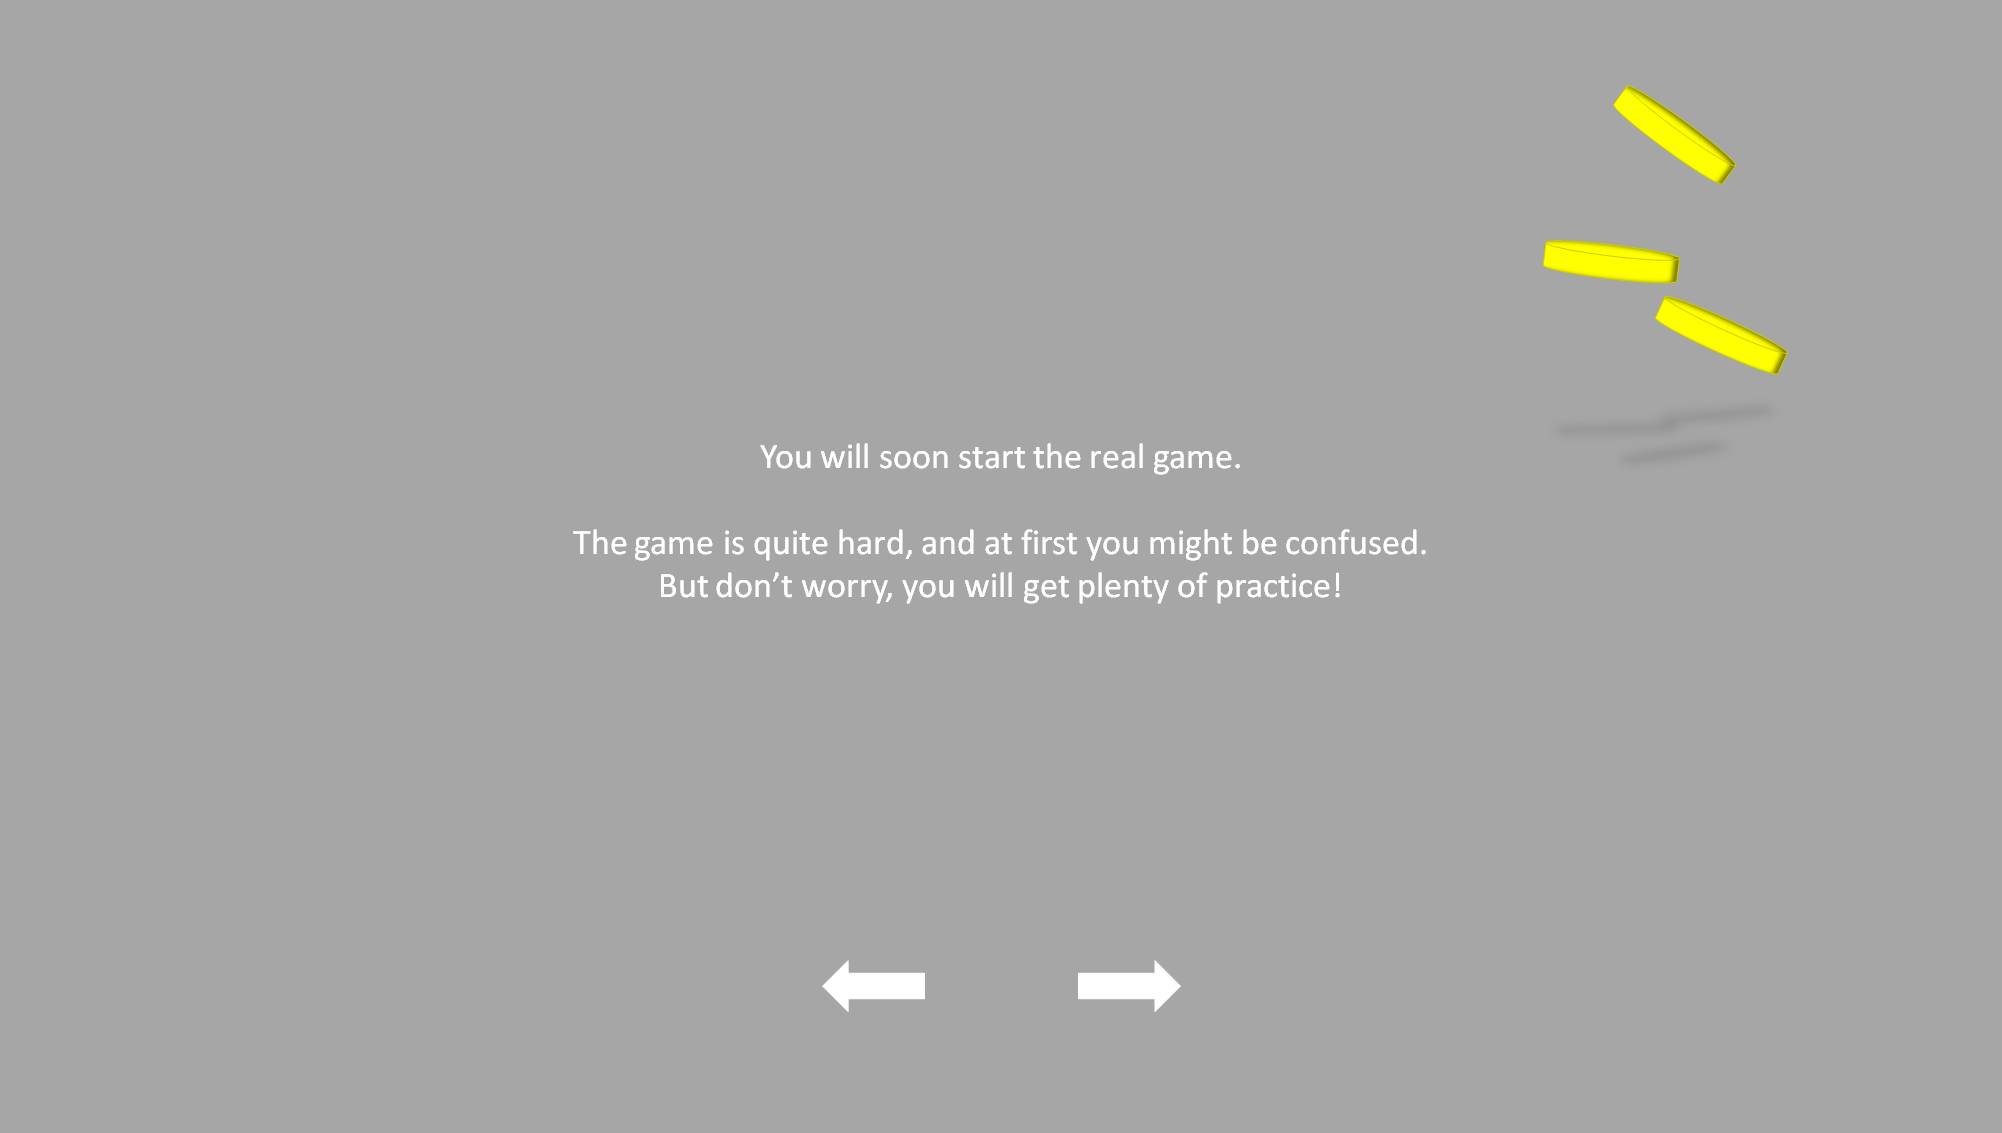 You will soon start the real game.
The game is quite hard, and at first you might be confused.
But don’t worry, you will get plenty of practice!